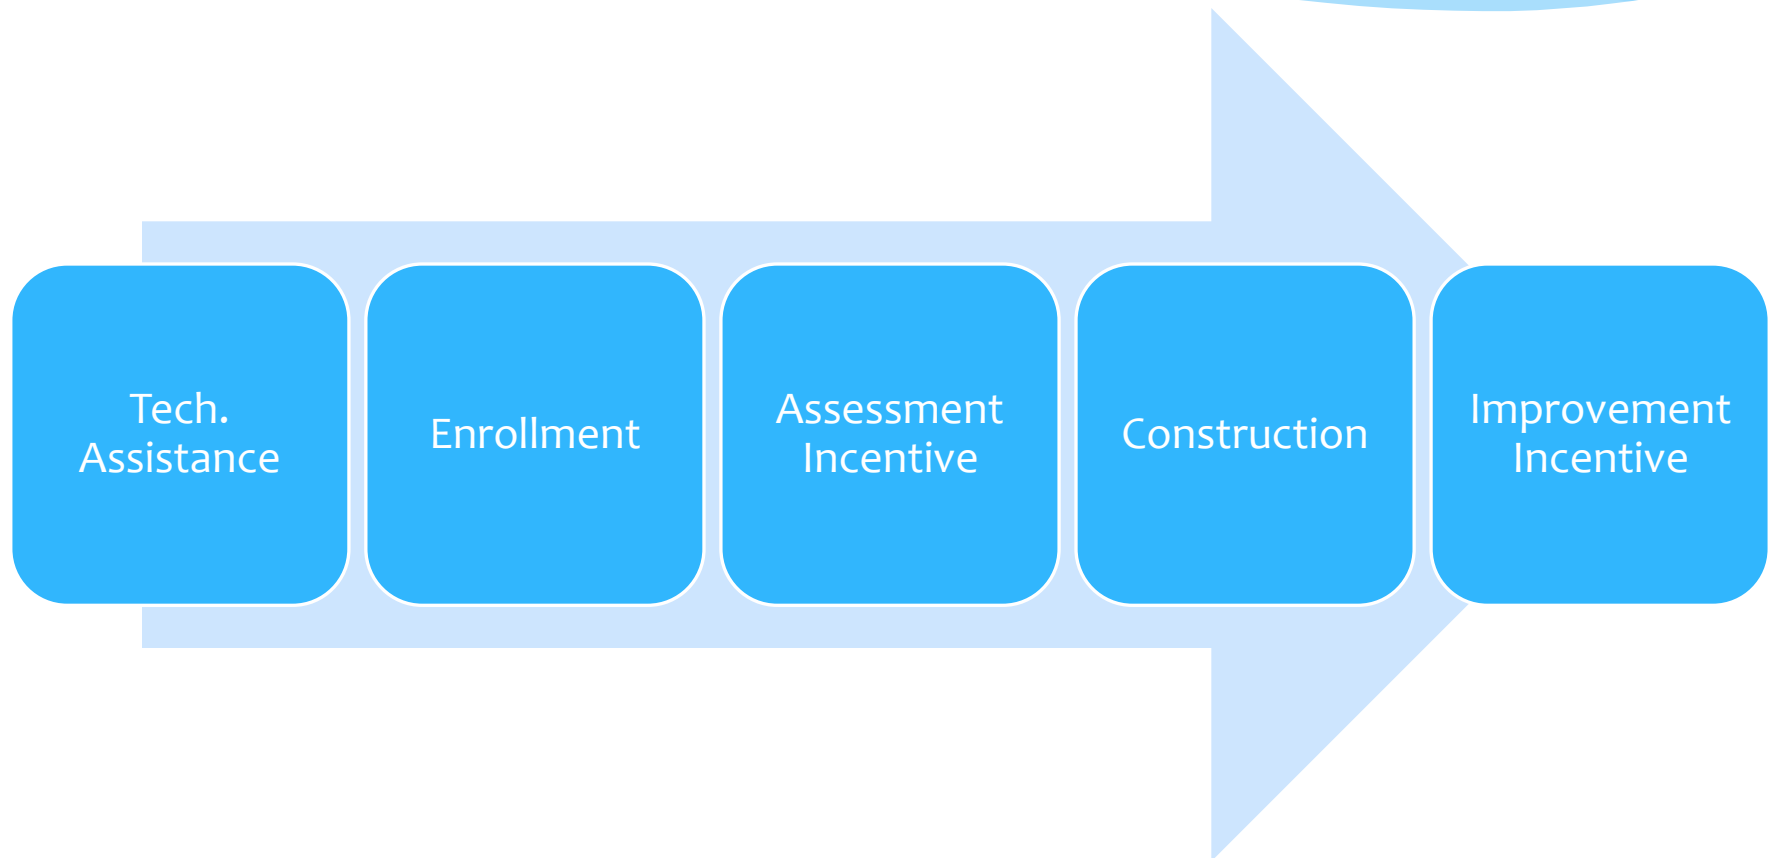 Tech.
Assistance
Enrollment
Assessment
Incentive
Construction
Improvement
Incentive